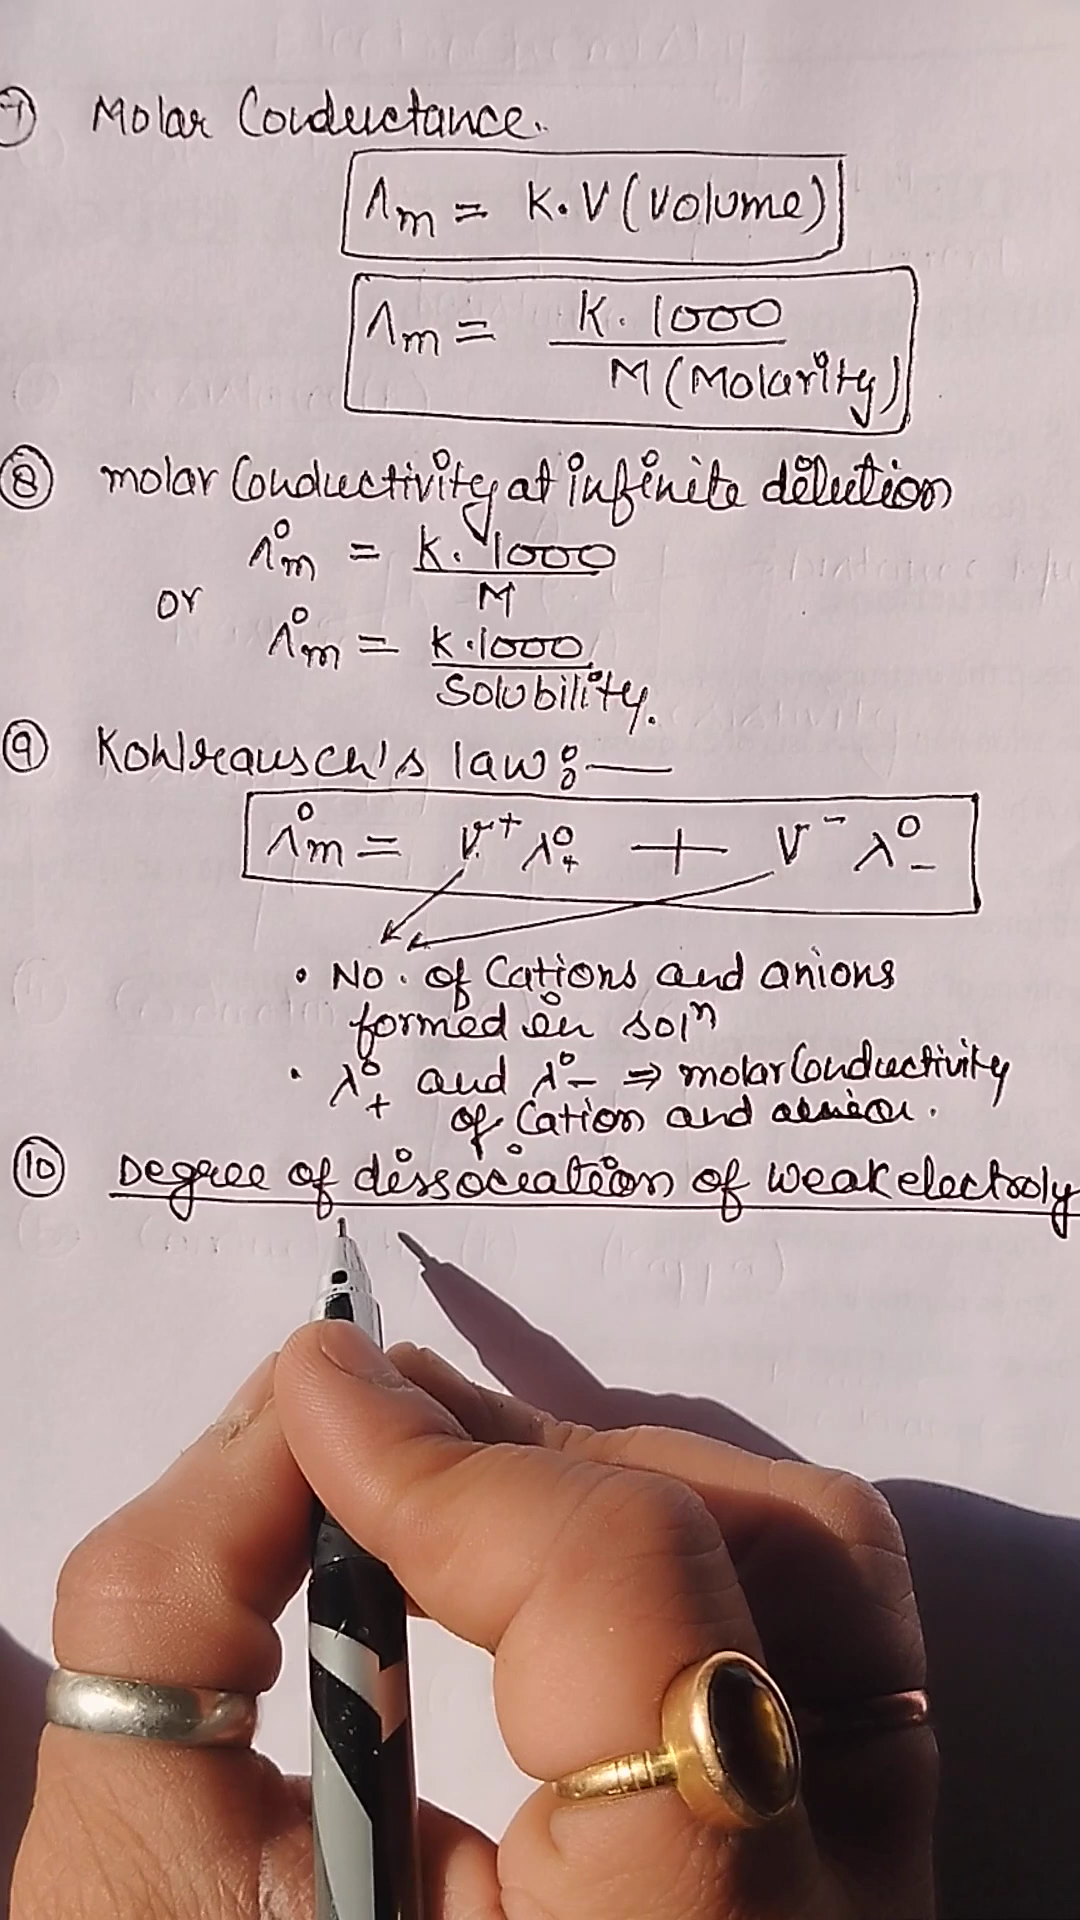 ⑦ Molar Conductance.
Λm = K.V (Volume)
Λm = K. 1000
M (Molarity)
⑧ molar Conductivity at infinite dilution
Λ°m = K. 1000
M
or
Λ°m = K.1000
Solubility.
⑨ Kohlrausch's law :—
Λ°m = V⁺ λ°₊ + V⁻ λ°₋
• No. of Cations and anions
formed in solⁿ
• λ°₊ and λ°₋ ⇒ molar Conductivity
of Cation and
⑩ Degree of dissociation of weak electroly